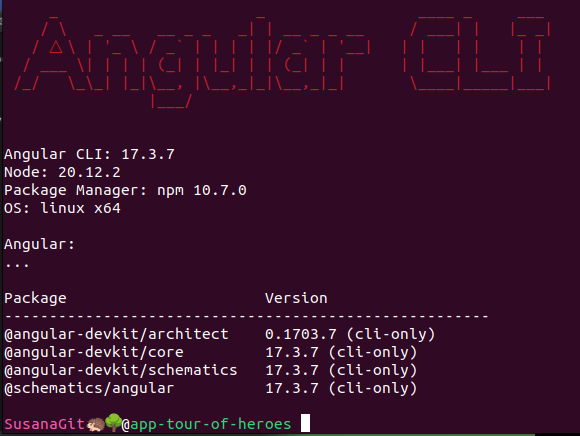 Angular CLI
Angular CLI: 17.3.7
Node: 20.12.2
Package Manager: npm 10.7.0
OS: linux x64
Angular:
...
Package                      Version
------------------------------------------------------
@angular-devkit/architect    0.1703.7 (cli-only)
@angular-devkit/core         17.3.7 (cli-only)
@angular-devkit/schematics   17.3.7 (cli-only)
@schematics/angular          17.3.7 (cli-only)
SusanaGit🦔🌳@app-tour-of-heroes